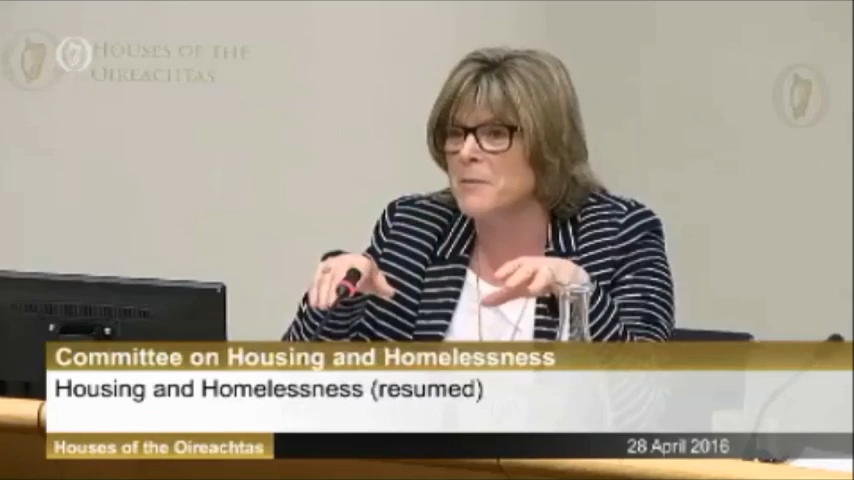 HOUSES OF THE
OIREACHTAS
Committee on Housing and Homelessness
Housing and Homelessness (resumed)
Houses of the Oireachtas
28 April 2016